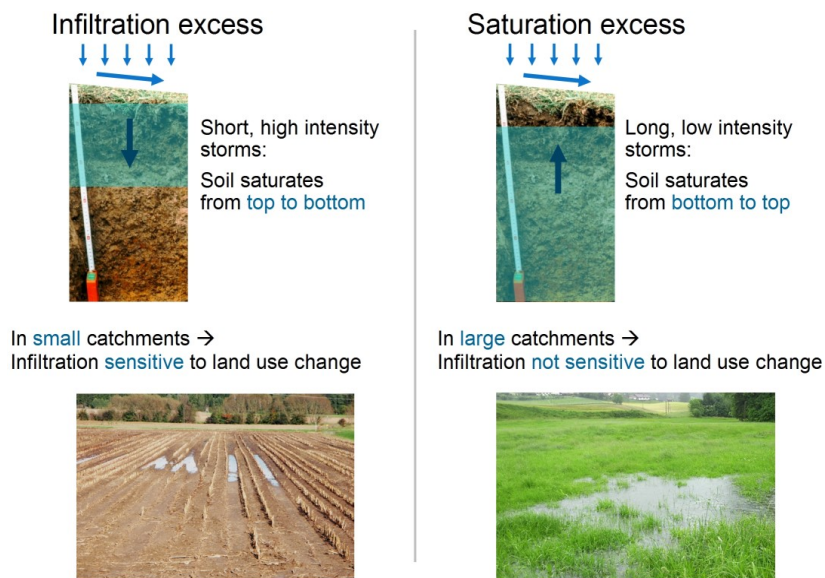 Infiltration excess
Short, high intensity
storms:
Soil saturates
from top to bottom
In small catchments →
Infiltration sensitive to land use change
Saturation excess
Long, low intensity
storms:
Soil saturates
from bottom to top
In large catchments →
Infiltration not sensitive to land use change